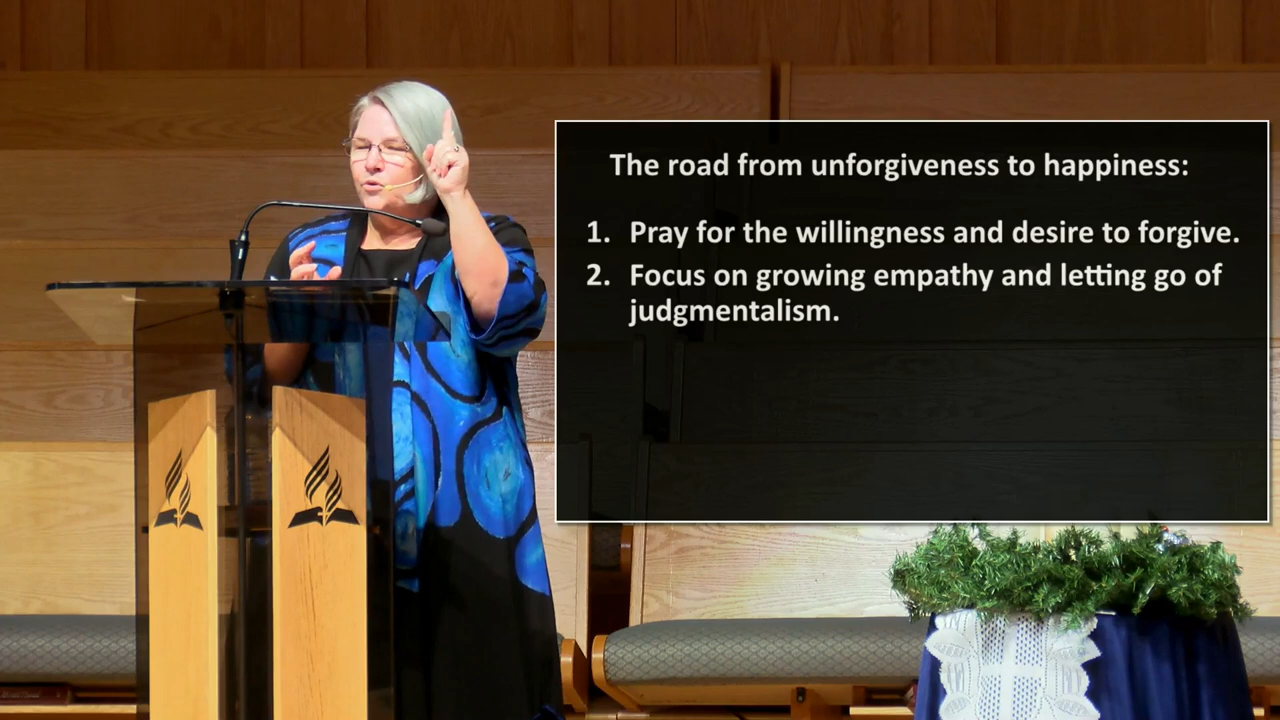 The road from unforgiveness to happiness:
1. Pray for the willingness and desire to forgive.
2. Focus on growing empathy and letting go of
judgmentalism.